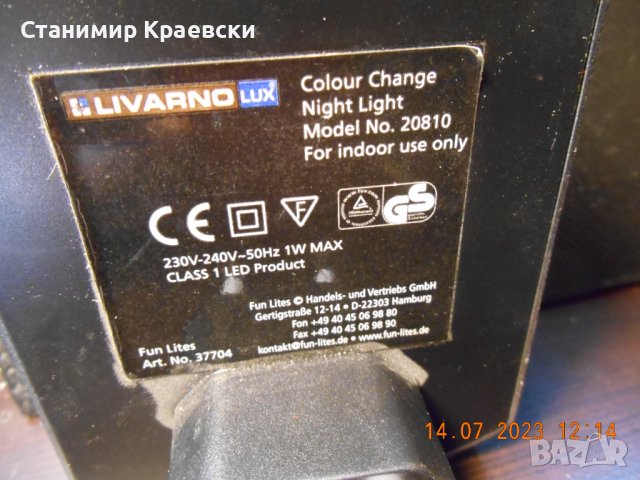 Станимир Краевски
LIVARNO LUX
Colour Change
Night Light
Model No. 20810
For indoor use only
CE F GS
230V-240V~50Hz 1W MAX
CLASS 1 LED Product
Fun Lites © Handels- und Vertriebs GmbH
Gertigstraße 12-14 • D-22303 Hamburg
Fon +49 40 45 06 98 80
Fax +49 40 45 06 98 90
kontakt@fun-lites.de • www.fun-lites.de
Fun Lites
Art. No. 37704
14.07.2023 12:14
bazar